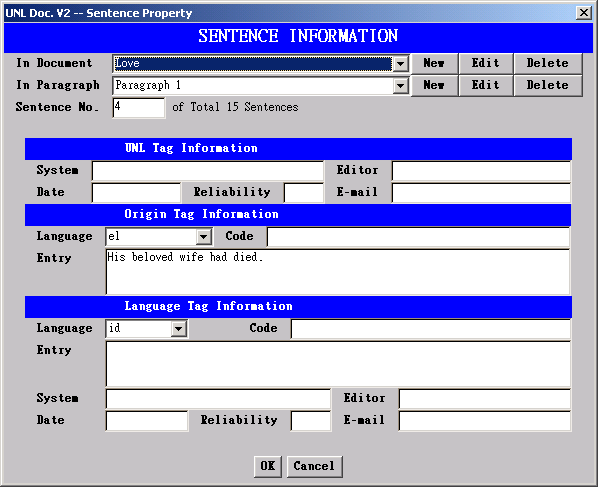 UNL Doc. V2 -- Sentence Property
SENTENCE INFORMATION
In Document Love New Edit Delete
In Paragraph Paragraph 1 New Edit Delete
Sentence No. 4 of Total 15 Sentences
UNL Tag Information
System Editor
Date Reliability E-mail
Origin Tag Information
Language el Code
Entry His beloved wife had died.
Language Tag Information
Language id Code
Entry
System Editor
Date Reliability E-mail
OK Cancel